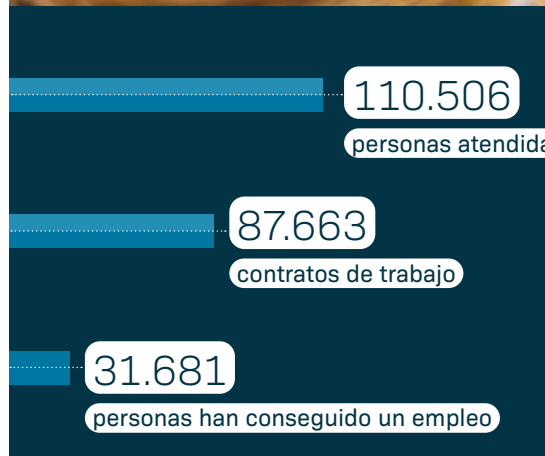 110.506
personas atendida
87.663
contratos de trabajo
31.681
personas han conseguido un empleo